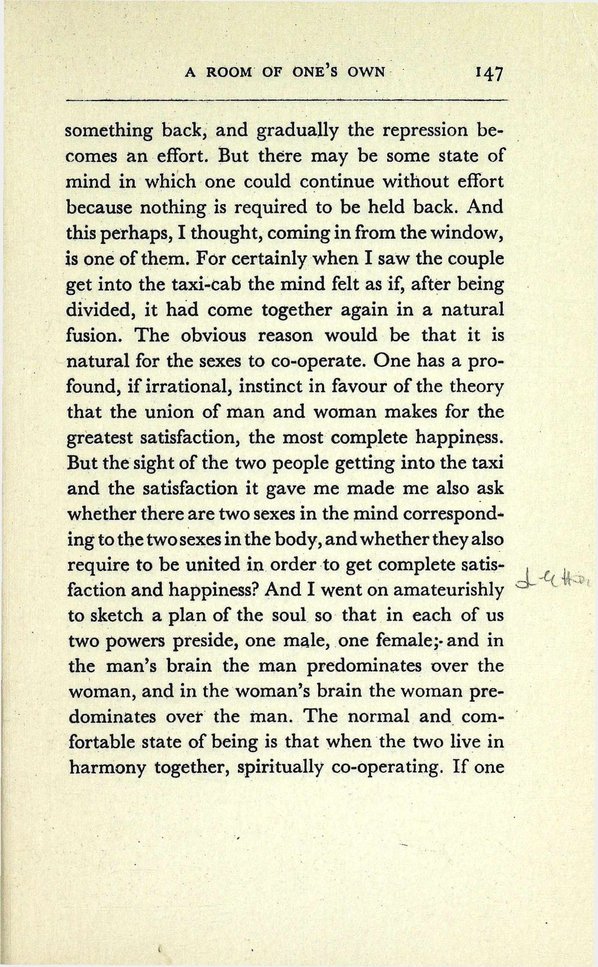 A ROOM OF ONE'S OWN 147
something back, and gradually the repression be-
comes an effort. But there may be some state of
mind in which one could continue without effort
because nothing is required to be held back. And
this perhaps, I thought, coming in from the window,
is one of them. For certainly when I saw the couple
get into the taxi-cab the mind felt as if, after being
divided, it had come together again in a natural
fusion. The obvious reason would be that it is
natural for the sexes to co-operate. One has a pro-
found, if irrational, instinct in favour of the theory
that the union of man and woman makes for the
greatest satisfaction, the most complete happiness.
But the sight of the two people getting into the taxi
and the satisfaction it gave me made me also ask
whether there are two sexes in the mind correspond-
ing to the two sexes in the body, and whether they also
require to be united in order to get complete satis-
faction and happiness? And I went on amateurishly
to sketch a plan of the soul so that in each of us
two powers preside, one male, one female; and in
the man's brain the man predominates over the
woman, and in the woman's brain the woman pre-
dominates over the man. The normal and com-
fortable state of being is that when the two live in
harmony together, spiritually co-operating. If one